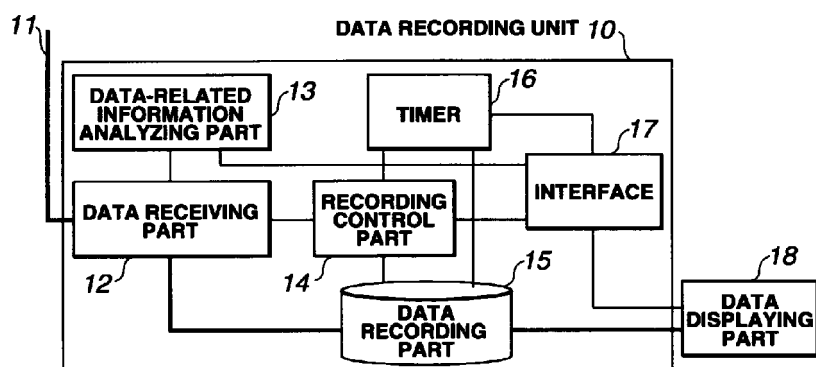 11
DATA RECORDING UNIT 10
DATA-RELATED
INFORMATION
ANALYZING PART
13
TIMER
16
17
INTERFACE
DATA RECEIVING
PART
12
RECORDING
CONTROL
PART
14
15
DATA
RECORDING
PART
18
DATA
DISPLAYING
PART